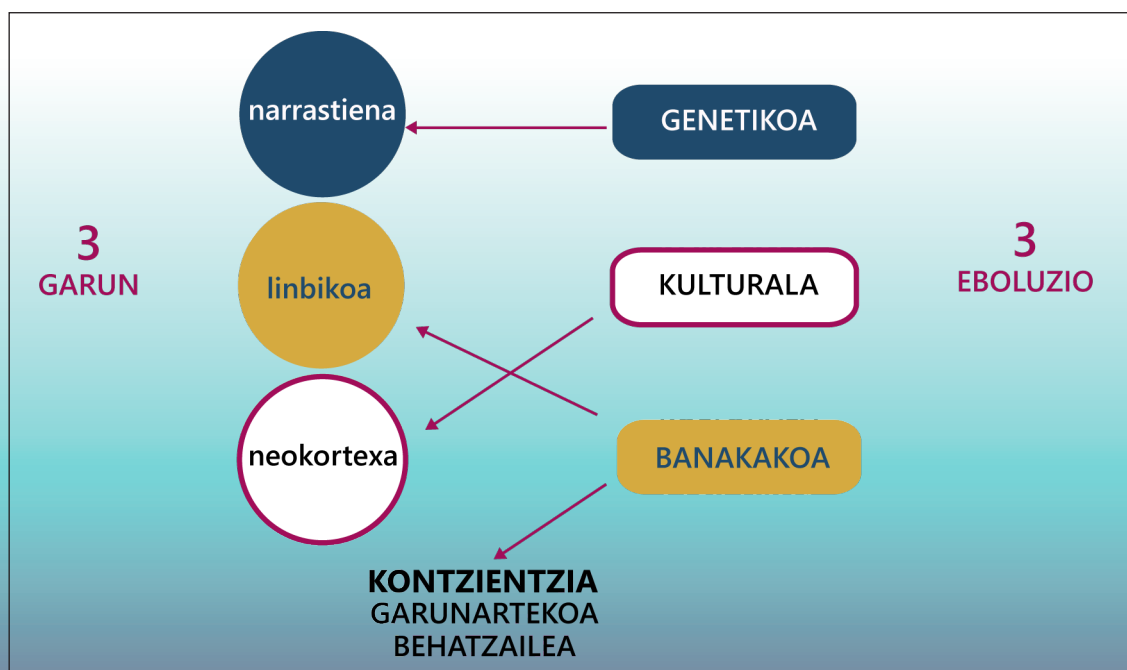 narrastiena
GENETIKOA
3
GARUN
linbikoa
KULTURALA
3
EBOLUZIO
neokortexa
BANAKAKOA
KONTZIENTZIA
GARUNARTEKOA
BEHATZAILEA